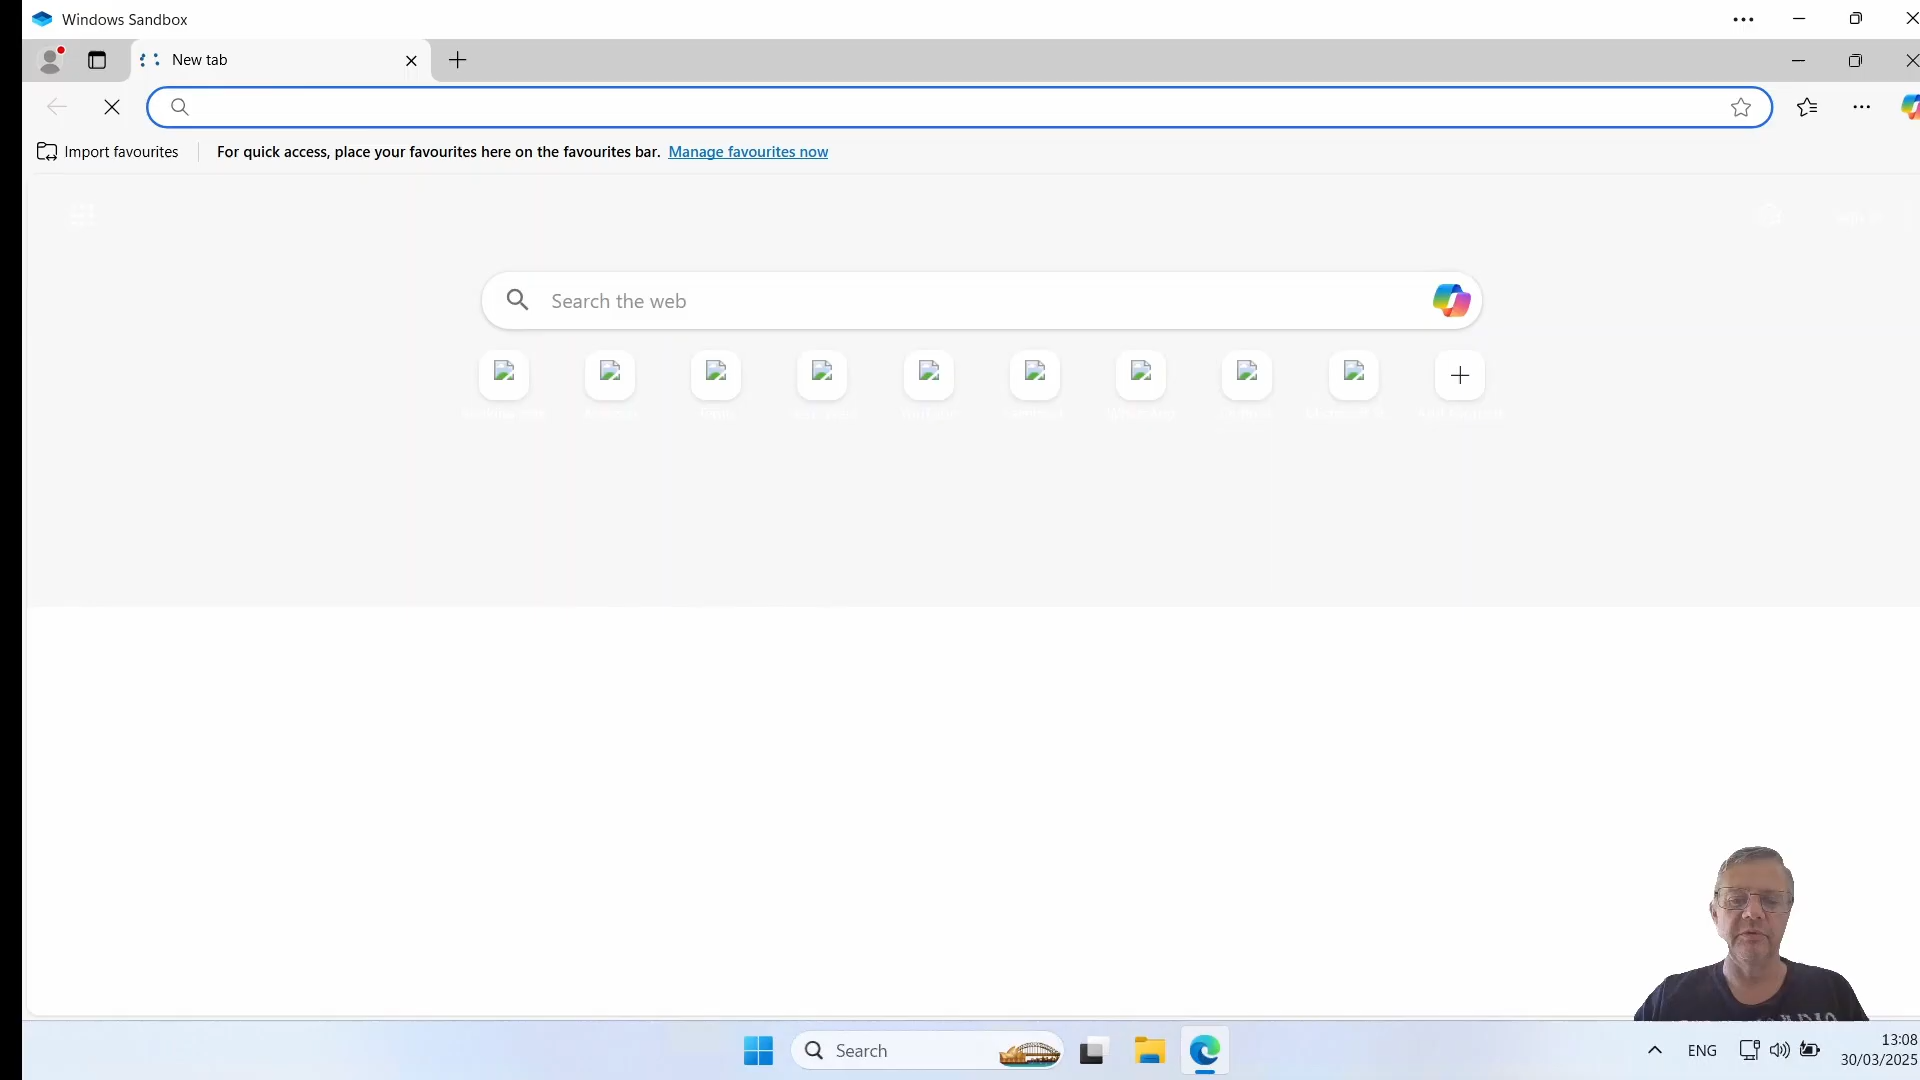 Windows Sandbox
New tab
Import favourites
For quick access, place your favourites here on the favourites bar. Manage favourites now
Search the web
Search
ENG
13:08
30/03/2025